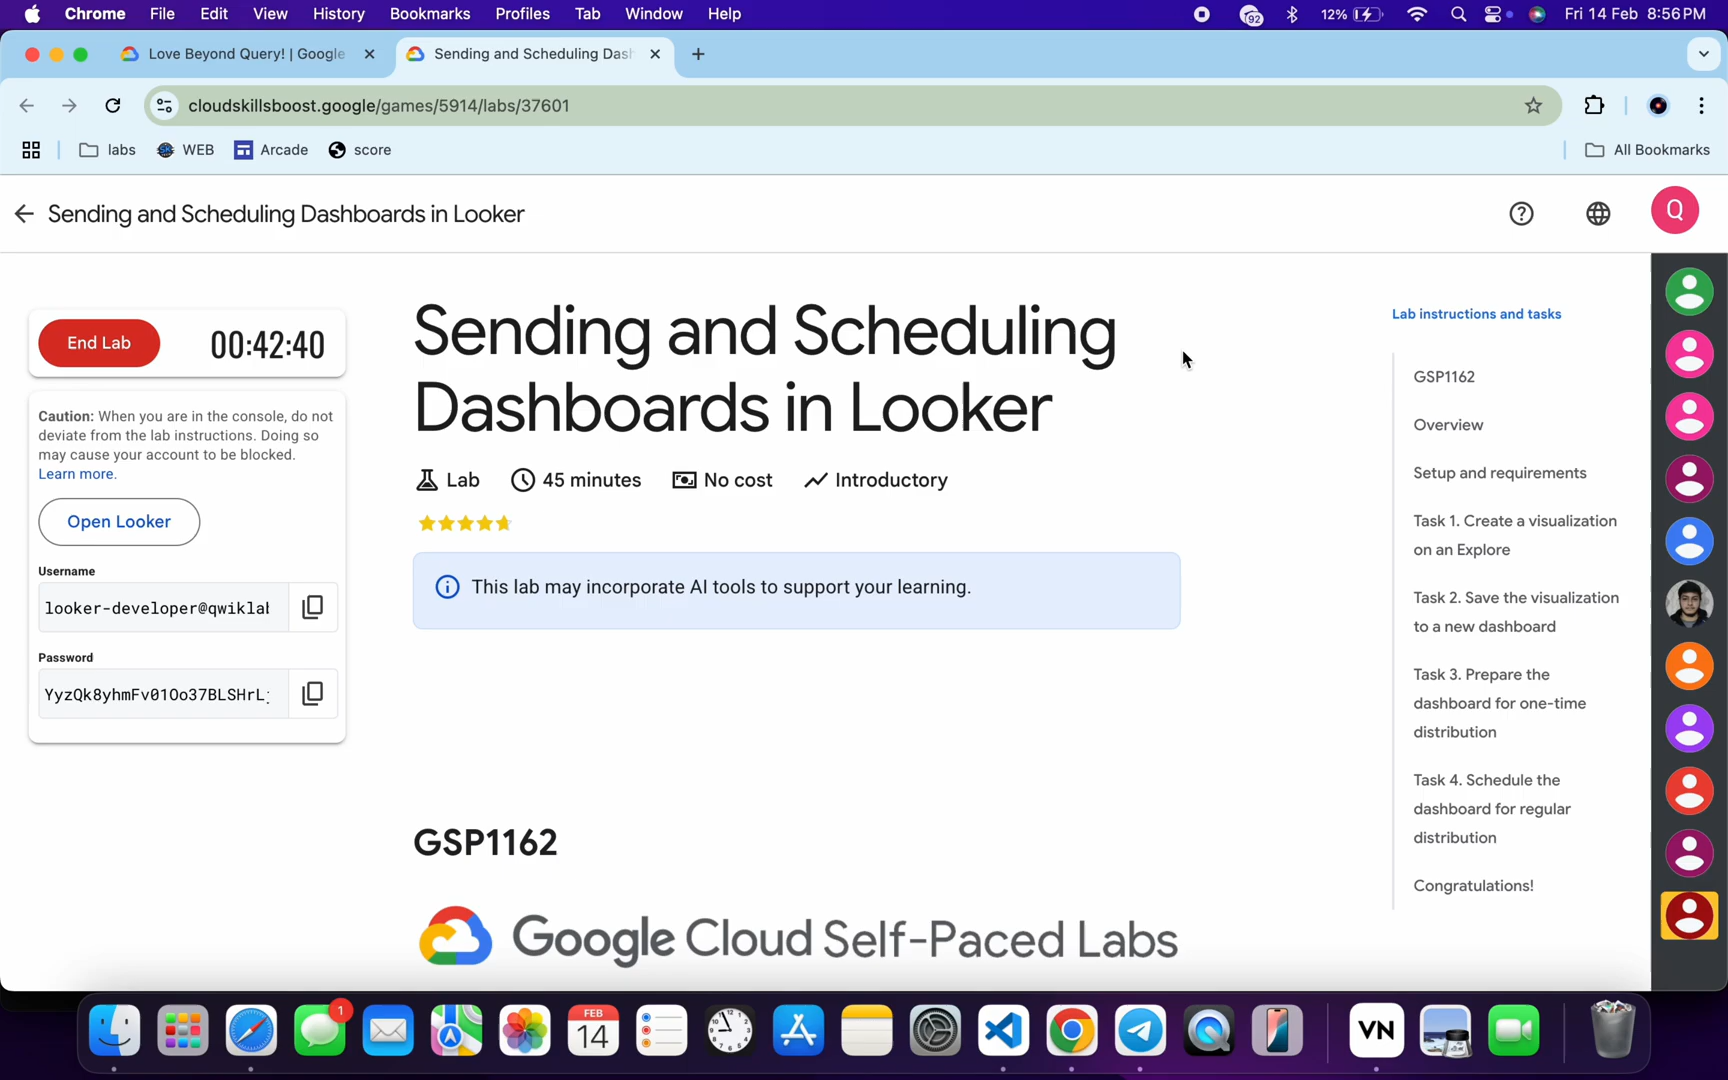 Chrome File Edit View History Bookmarks Profiles Tab Window Help
92 12% Fri 14 Feb 8:56 PM
Love Beyond Query! | Google
Sending and Scheduling Das
cloudskillsboost.google/games/5914/labs/37601
labs WEB Arcade score All Bookmarks
Sending and Scheduling Dashboards in Looker
Q
End Lab 00:42:40
Caution: When you are in the console, do not
deviate from the lab instructions. Doing so
may cause your account to be blocked.
Learn more.
Open Looker
Username
looker-developer@qwiklal
Password
YyzQk8yhmFv01Oo37BLSHrL
Sending and Scheduling
Dashboards in Looker
Lab 45 minutes No cost Introductory
This lab may incorporate AI tools to support your learning.
GSP1162
Google Cloud Self-Paced Labs
Lab instructions and tasks
GSP1162
Overview
Setup and requirements
Task 1. Create a visualization
on an Explore
Task 2. Save the visualization
to a new dashboard
Task 3. Prepare the
dashboard for one-time
distribution
Task 4. Schedule the
dashboard for regular
distribution
Congratulations!
1
FEB
14
VN